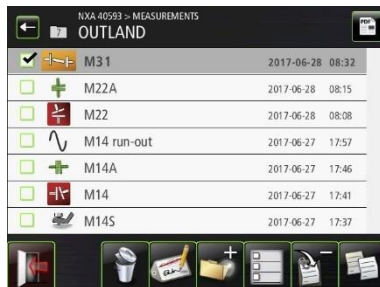 NXA 40593 > MEASUREMENTS
7 OUTLAND
PDF
M31 2017-06-28 08:32
M22A 2017-06-28 08:15
M22 2017-06-28 08:08
M14 run-out 2017-06-27 17:57
M14A 2017-06-27 17:46
M14 2017-06-27 17:41
M14S 2017-06-27 17:37